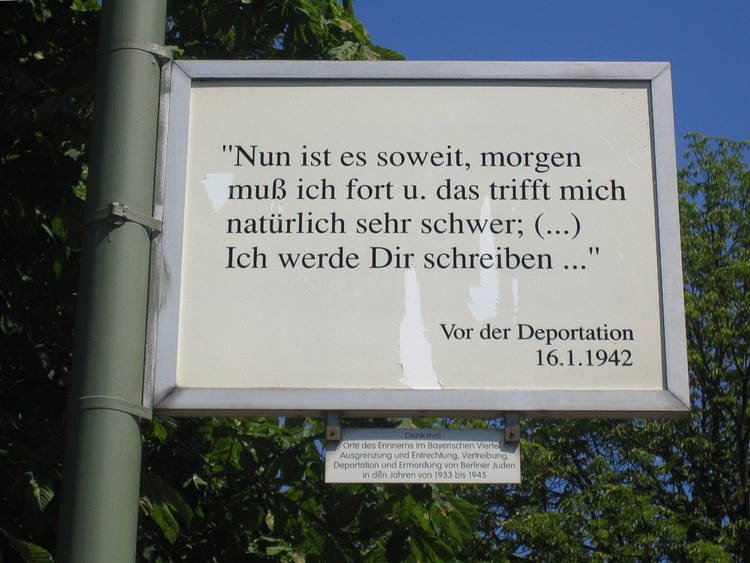 "Nun ist es soweit, morgen
muß ich fort u. das trifft mich
natürlich sehr schwer; (...)
Ich werde Dir schreiben ..."
Vor der Deportation
16.1.1942
Denkmal
Orte des Erinnerns im Bayerischen Viertel
Ausgrenzung und Entrechtung, Vertreibung,
Deportation und Ermordung von Berliner Juden
in den Jahren von 1933 bis 1945